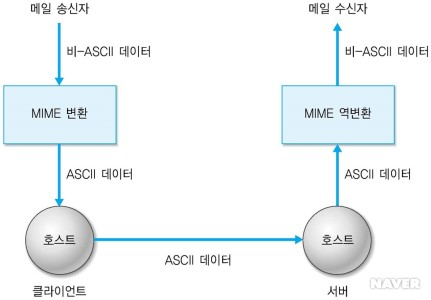 메일 송신자
메일 수신자
비-ASCII 데이터
비-ASCII 데이터
MIME 변환
MIME 역변환
ASCII 데이터
ASCII 데이터
호스트
호스트
ASCII 데이터
클라이언트
서버
NAVER